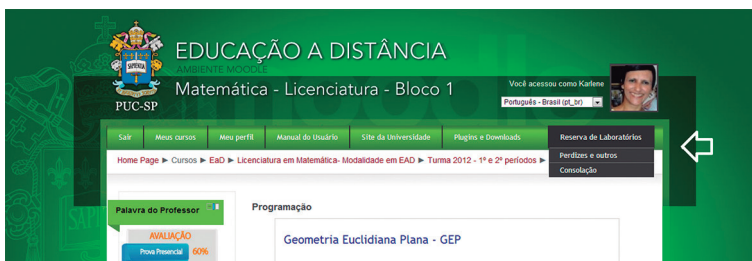 EDUCAÇÃO A DISTÂNCIA
AMBIENTE MOODLE
Matemática - Licenciatura - Bloco 1
SAPIENTIA
PUC-SP
Você acessou como Karlene
Português - Brasil (pt_br)
Sair Meus cursos Meu perfil Manual do Usuário Site da Universidade Plugins e Downloads Reserva de Laboratórios
Perdizes e outros
Consolação
Home Page ► Cursos ► EaD ► Licenciatura em Matemática- Modalidade em EAD ► Turma 2012 - 1º e 2º períodos ►
Palavra do Professor
AVALIAÇÃO
Prova Presencial 60%
Programação
Geometria Euclidiana Plana - GEP